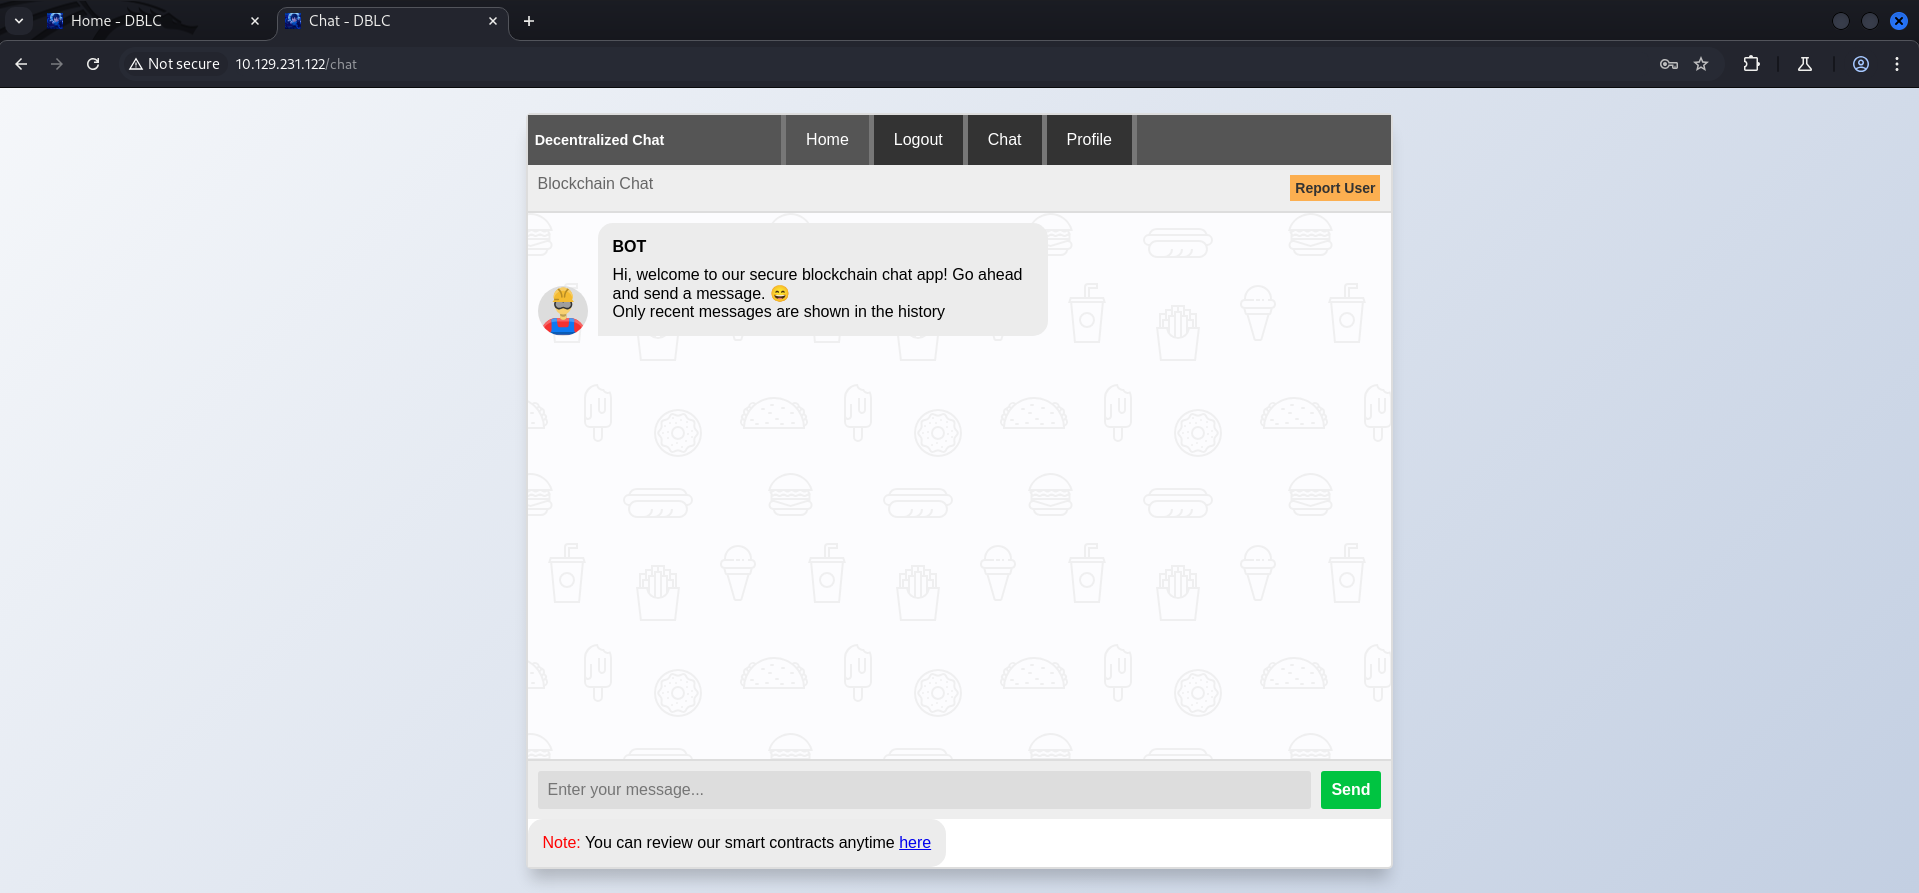 Home - DBLC
Chat - DBLC
Not secure
10.129.231.122/chat
Decentralized Chat
Home
Logout
Chat
Profile
Blockchain Chat
Report User
BOT
Hi, welcome to our secure blockchain chat app! Go ahead
and send a message. 😄
Only recent messages are shown in the history
Enter your message...
Send
Note: You can review our smart contracts anytime here